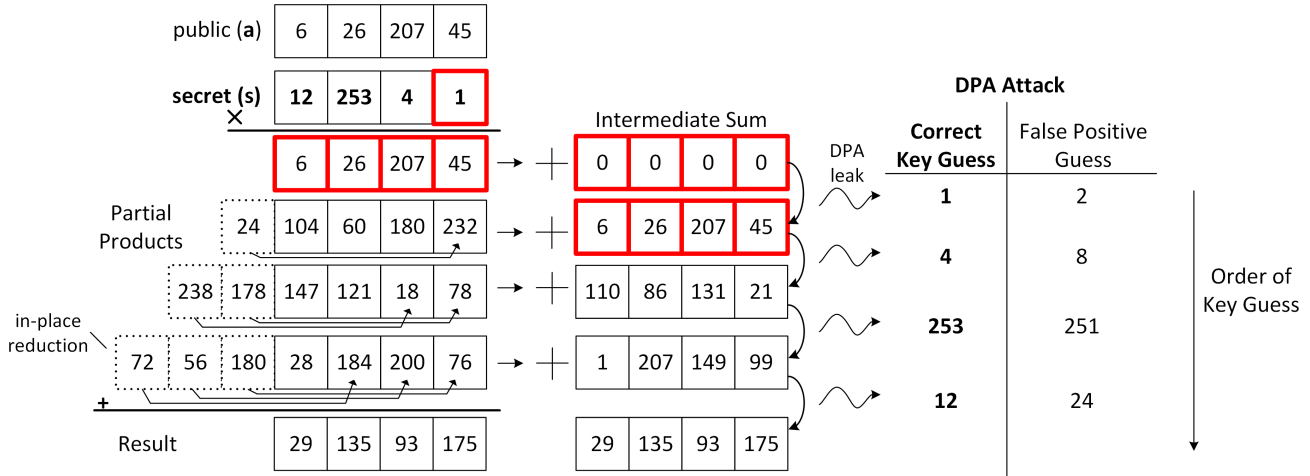 public (a) 6 26 207 45
secret (s) 12 253 4 1
×
6 26 207 45
Partial
Products
24 104 60 180 232
238 178 147 121 18 78
in-place
reduction
72 56 180 28 184 200 76
+
Result 29 135 93 175
Intermediate Sum
+ 0 0 0 0
+ 6 26 207 45
+ 110 86 131 21
+ 1 207 149 99
29 135 93 175
DPA
leak
DPA Attack
Correct
Key Guess
False Positive
Guess
1 2
4 8
253 251
12 24
Order of
Key Guess